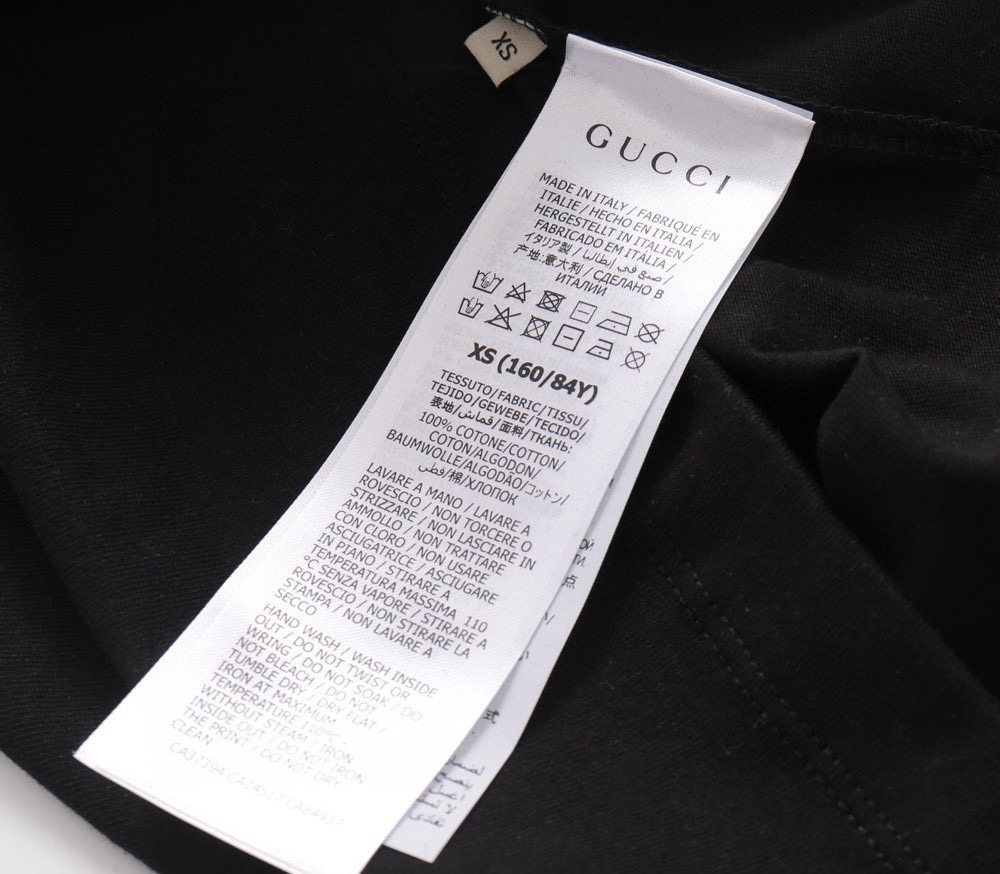 XS
GUCCI
MADE IN ITALY / FABRIQUÉ EN
ITALIE / HECHO EN ITALIA /
HERGESTELLT IN ITALIEN /
FABRICADO EM ITALIA /
イタリア製 / صنع في إيطاليا /
产地:意大利 / СДЕЛАНО В
ИТАЛИИ
XS (160/84Y)
TESSUTO/FABRIC/TISSU/
TEJIDO/GEWEBE/TECIDO/
表地/قماش/面料/ТКАНЬ:
100% COTONE/COTTON/
COTON/ALGODON/
BAUMWOLLE/ALGODÃO/コットン/
قطن/棉/ХЛОПОК
LAVARE A MANO / LAVARE A
ROVESCIO / NON TORCERE O
STRIZZARE / NON LASCIARE IN
AMMOLLO / NON TRATTARE
CON CLORO / NON USARE
ASCIUGATRICE / ASCIUGARE
IN PIANO / STIRARE A
TEMPERATURA MASSIMA 110
°C SENZA VAPORE / STIRARE A
ROVESCIO / NON STIRARE LA
STAMPA / NON LAVARE A
SECCO
HAND WASH / WASH INSIDE
OUT / DO NOT TWIST OR
WRING / DO NOT SOAK / DO
NOT BLEACH / DO NOT
TUMBLE DRY / DRY FLAT /
IRON AT MAXIMUM
TEMPERATURE 110°C
WITHOUT STEAM / IRON
INSIDE OUT / DO NOT IRON
THE PRINT / DO NOT DRY
CLEAN
CA37394 CA14517 CA64937
点
式